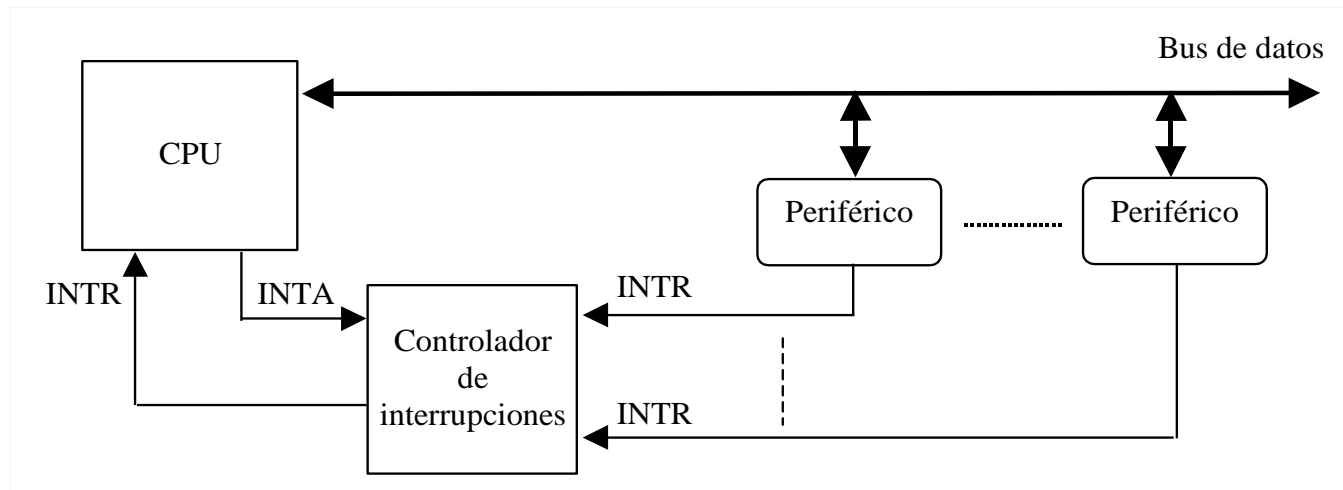 Bus de datos
CPU
Periférico
Periférico
INTR
INTA
INTR
Controlador
de
interrupciones
INTR